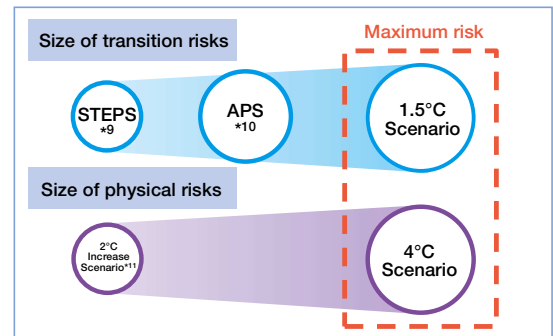 Size of transition risks
Maximum risk
STEPS
*9
APS
*10
1.5°C
Scenario
Size of physical risks
2°C
Increase
Scenario*11
4°C
Scenario